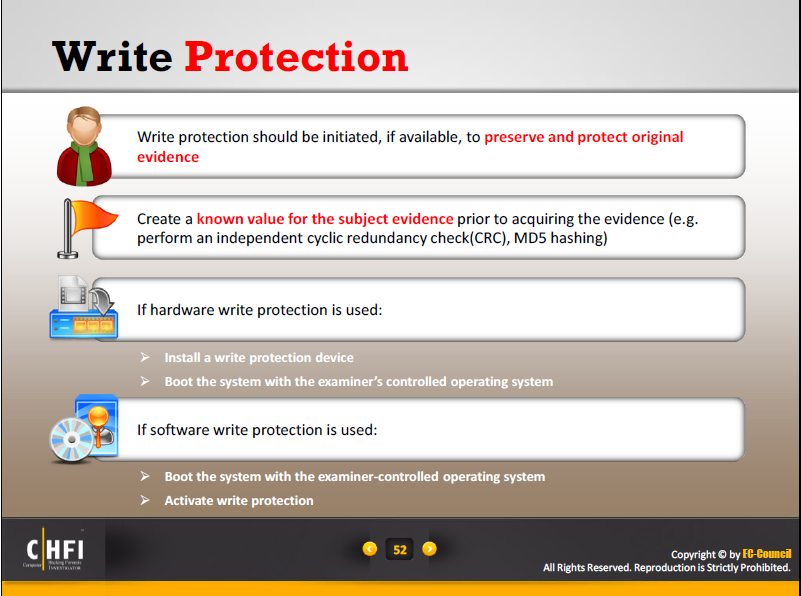 Write Protection
Write protection should be initiated, if available, to preserve and protect original
evidence
Create a known value for the subject evidence prior to acquiring the evidence (e.g.
perform an independent cyclic redundancy check(CRC), MD5 hashing)
If hardware write protection is used:
Install a write protection device
Boot the system with the examiner’s controlled operating system
If software write protection is used:
Boot the system with the examiner-controlled operating system
Activate write protection
CHFI
Computer Hacking Forensic
INVESTIGATOR
52
Copyright © by EC-Council
All Rights Reserved. Reproduction is Strictly Prohibited.